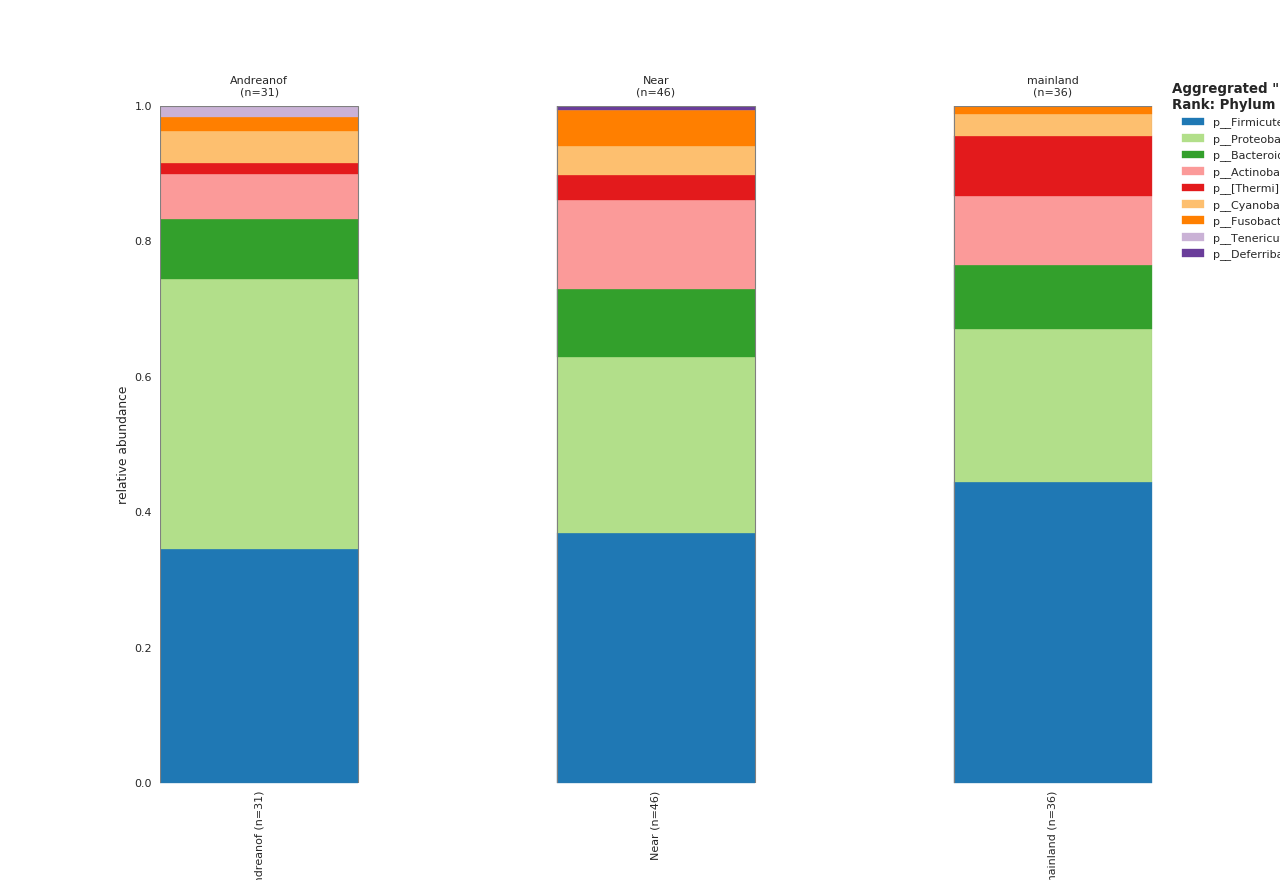 Andreanof
(n=31)
Near
(n=46)
mainland
(n=36)
Aggregrated "
Rank: Phylum
p__Firmicute
p__Proteoba
p__Bacteroid
p__Actinoba
p__[Thermi]
p__Cyanoba
p__Fusobact
p__Tenericu
p__Deferriba
1.0
0.8
0.6
0.4
0.2
0.0
relative abundance
ndreanof (n=31)
Near (n=46)
nainland (n=36)